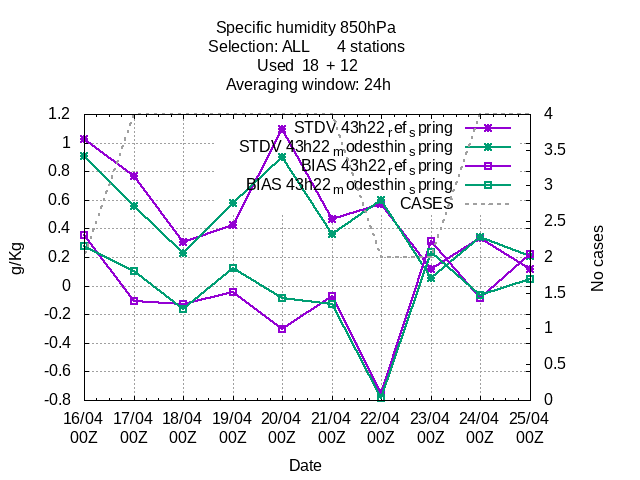 Specific humidity 850hPa
Selection: ALL 4 stations
Used 18 + 12
Averaging window: 24h
1.2
1
0.8
0.6
0.4
0.2
0
-0.2
-0.4
-0.6
-0.8
g/Kg
STDV 43h22refspring
STDV 43h22modesthinspring
BIAS 43h22refspring
BIAS 43h22modesthinspring
CASES
4
3.5
3
2.5
2
1.5
1
0.5
0
No cases
16/04 17/04 18/04 19/04 20/04 21/04 22/04 23/04 24/04 25/04
00Z 00Z 00Z 00Z 00Z 00Z 00Z 00Z 00Z 00Z
Date